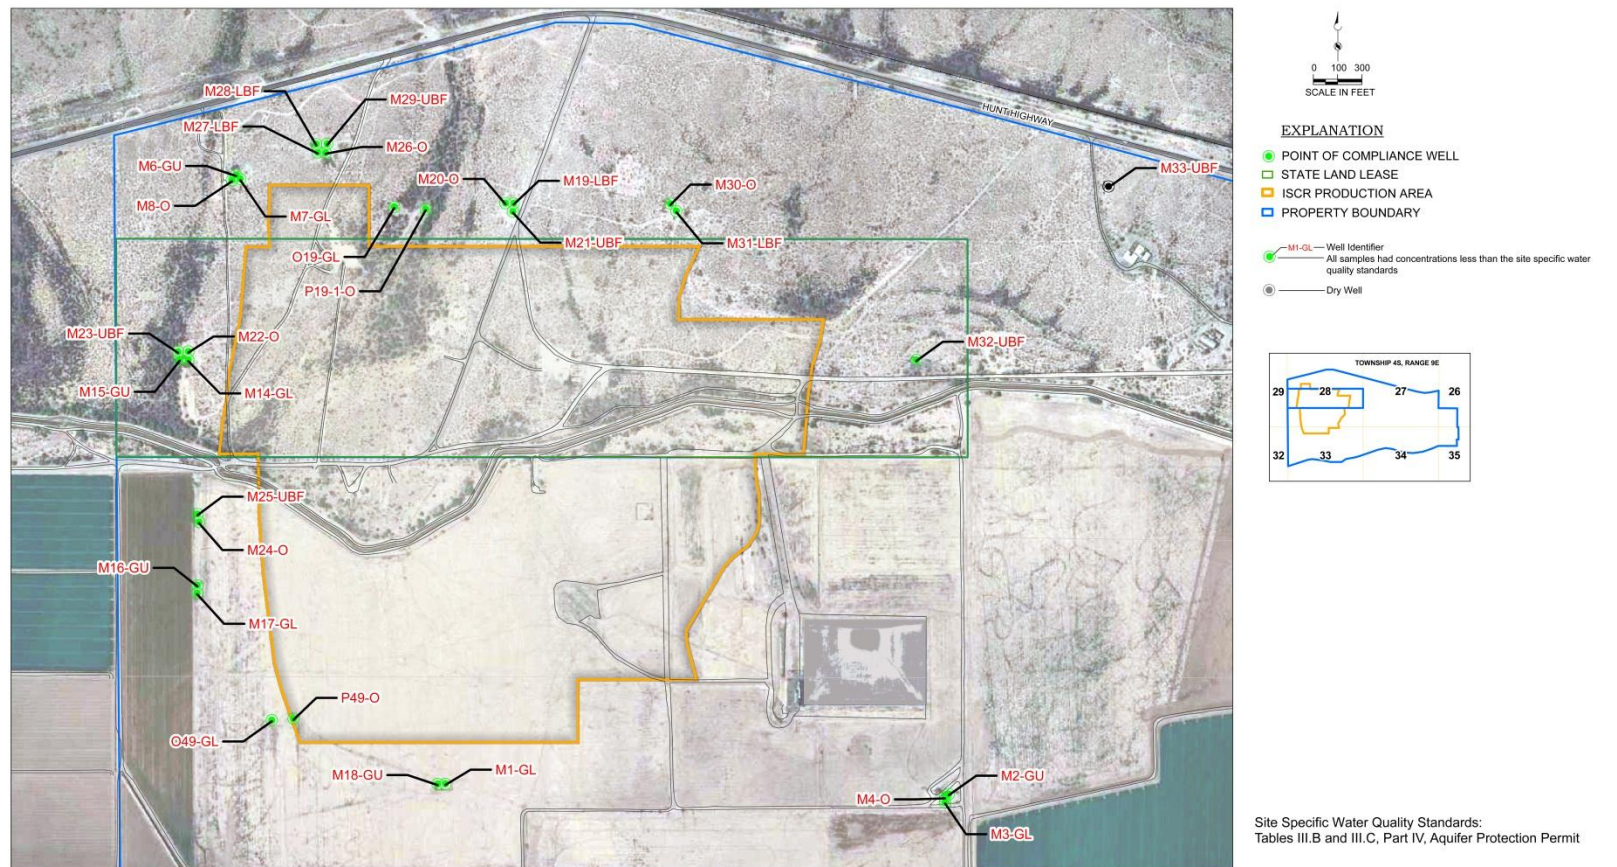 M28-LBF
M29-UBF
M27-LBF
M26-O
M6-GU
M8-O
M7-GL
M20-O
M19-LBF
M30-O
M33-UBF
HUNT HIGHWAY
O19-GL
M21-UBF
M31-LBF
P19-1-O
M23-UBF
M22-O
M32-UBF
M15-GU
M14-GL
M25-UBF
M24-O
M16-GU
M17-GL
P49-O
O49-GL
M18-GU
M1-GL
M2-GU
M4-O
M3-GL
0 100 300
SCALE IN FEET
EXPLANATION
POINT OF COMPLIANCE WELL
STATE LAND LEASE
ISCR PRODUCTION AREA
PROPERTY BOUNDARY
M1-GL Well Identifier
All samples had concentrations less than the site specific water
quality standards
Dry Well
TOWNSHIP 4S, RANGE 9E
29 28 27 26
32 33 34 35
Site Specific Water Quality Standards:
Tables III.B and III.C, Part IV, Aquifer Protection Permit